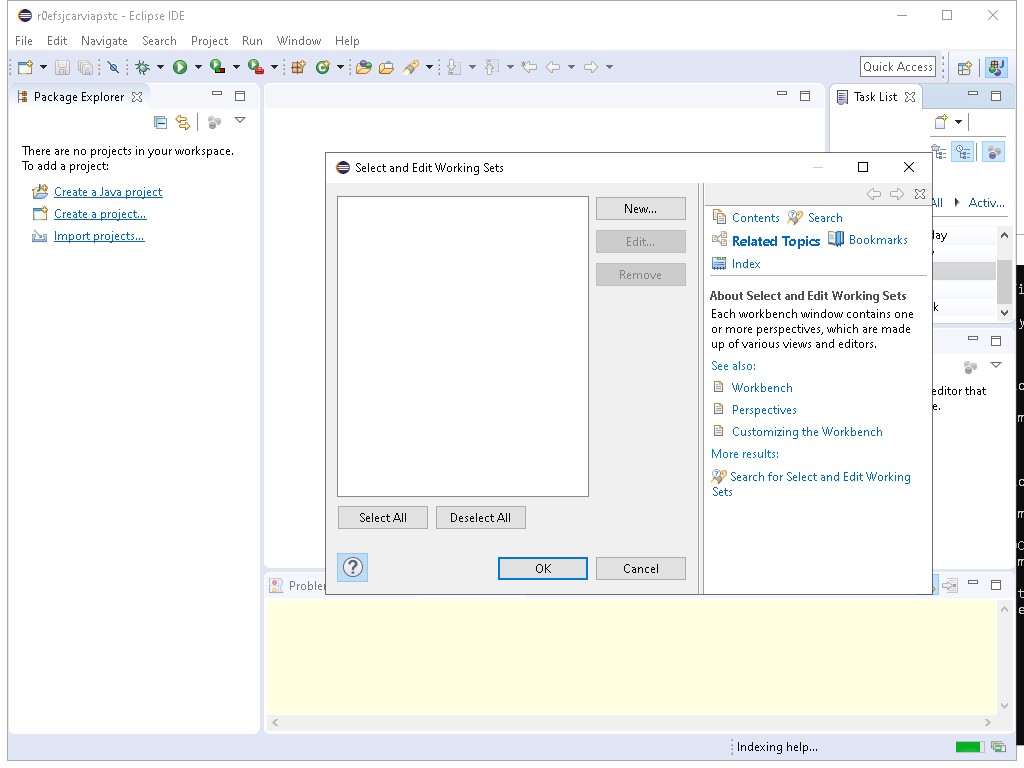 r0efsjcarviapstc - Eclipse IDE
File Edit Navigate Search Project Run Window Help
Quick Access
Package Explorer
Task List
There are no projects in your workspace.
To add a project:
Create a Java project
Create a project...
Import projects...
Select and Edit Working Sets
New...
Edit...
Remove
Select All
Deselect All
OK
Cancel
Contents
Search
Related Topics
Bookmarks
Index
About Select and Edit Working Sets
Each workbench window contains one
or more perspectives, which are made
up of various views and editors.
See also:
Workbench
Perspectives
Customizing the Workbench
More results:
Search for Select and Edit Working
Sets
All
Activ...
editor that
Indexing help...